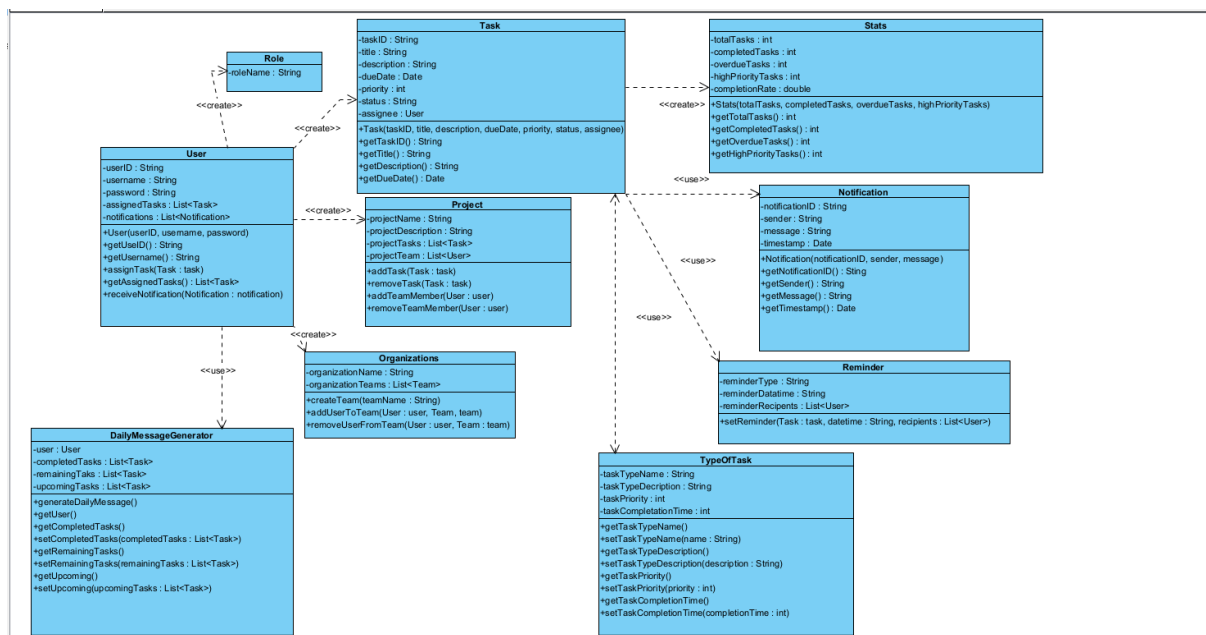 Task
-taskID : String
-title : String
-description : String
-dueDate : Date
-priority : int
-status : String
-assignee : User
+Task(taskID, title, description, dueDate, priority, status, assignee)
+getTaskID() : String
+getTitle() : String
+getDescription() : String
+getDueDate() : Date
Stats
-totalTasks : int
-completedTasks : int
-overdueTasks : int
-highPriorityTasks : int
-completionRate : double
+Stats(totalTasks, completedTasks, overdueTasks, highPriorityTasks)
+getTotalTasks() : int
+getCompletedTasks() : int
+getOverdueTasks() : int
+getHighPriorityTasks() : int
Role
-roleName : String
<<create>>
<<create>>
<<create>>
User
-userID : String
-username : String
-password : String
-assignedTasks : List<Task>
-notifications : List<Notification>
+User(userID, username, password)
+getUseID() : String
+getUsername() : String
+assignTask(Task : task)
+getAssignedTasks() : List<Task>
+receiveNotification(Notification : notification)
<<create>>
Project
-projectName : String
-projectDescription : String
-projectTasks : List<Task>
-projectTeam : List<User>
+addTask(Task : task)
+removeTask(Task : task)
+addTeamMember(User : user)
+removeTeamMember(User : user)
<<use>>
Notification
-notificationID : String
-sender : String
-message : String
-timestamp : Date
+Notification(notificationID, sender, message)
+getNotificationID() : Sting
+getSender() : String
+getMessage() : String
+getTimestamp() : Date
<<use>>
<<use>>
<<create>>
<<use>>
Organizations
-organizationName : String
-organizationTeams : List<Team>
+createTeam(teamName : String)
+addUserToTeam(User : user, Team, team)
+removeUserFromTeam(User : user, Team : team)
Reminder
-reminderType : String
-reminderDatetime : String
-reminderRecipents : List<User>
+setReminder(Task : task, datetime : String, recipients : List<User>)
DailyMessageGenerator
-user : User
-completedTasks : List<Task>
-remainingTaks : List<Task>
-upcomingTasks : List<Task>
+generateDailyMessage()
+getUser()
+getCompletedTasks()
+setCompletedTasks(completedTasks : List<Task>)
+getRemainingTasks()
+setRemainingTasks(remainingTasks : List<Task>)
+getUpcoming()
+setUpcoming(upcomingTasks : List<Task>)
TypeOfTask
-taskTypeName : String
-taskTypeDecription : String
-taskPriority : int
-taskCompletationTime : int
+getTaskTypeName()
+setTaskTypeName(name : String)
+getTaskTypeDescription()
+setTaskTypeDescription(description : String)
+getTaskPriority()
+setTaskPriority(priority : int)
+getTaskCompletionTime()
+setTaskCompletionTime(completionTime : int)